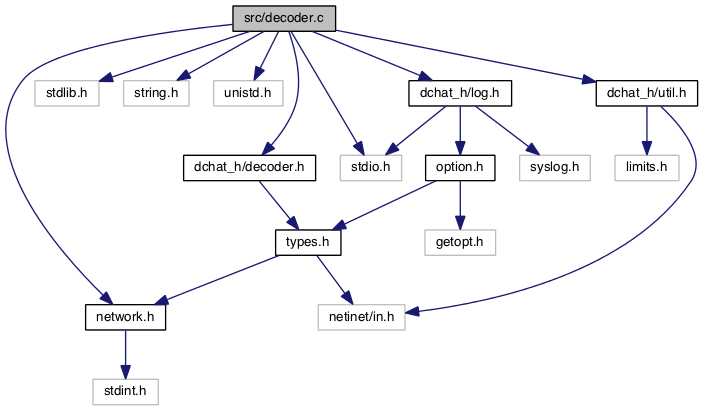 src/decoder.c
stdlib.h
string.h
unistd.h
dchat_h/log.h
dchat_h/util.h
dchat_h/decoder.h
stdio.h
option.h
syslog.h
limits.h
types.h
getopt.h
network.h
netinet/in.h
stdint.h